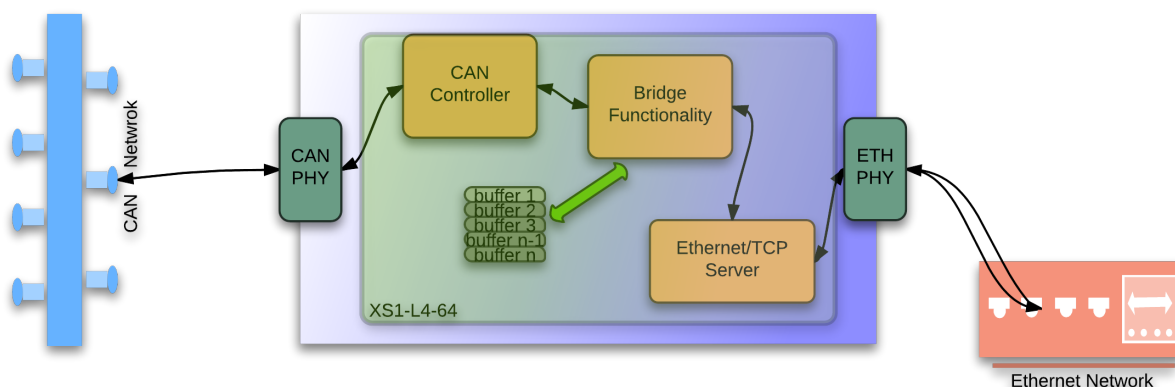 CAN Netwrok
CAN
PHY
CAN
Controller
Bridge
Functionality
buffer 1
buffer 2
buffer 3
buffer n-1
buffer n
Ethernet/TCP
Server
XS1-L4-64
ETH
PHY
Ethernet Network